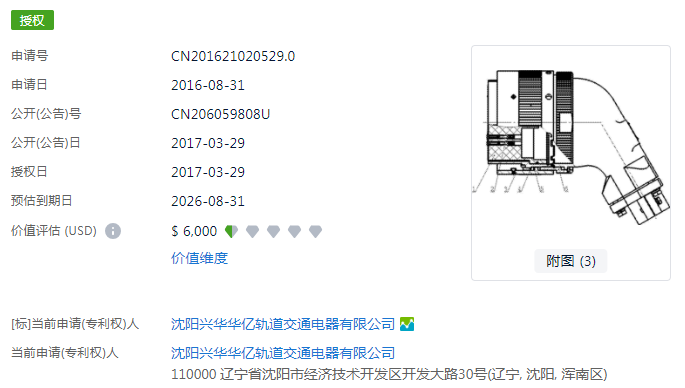 授权
申请号 CN201621020529.0
申请日 2016-08-31
公开(公告)号 CN206059808U
公开(公告)日 2017-03-29
授权日 2017-03-29
预估到期日 2026-08-31
价值评估 (USD) $ 6,000
价值维度
附图 (3)
[标]当前申请(专利权)人 沈阳兴华华亿轨道交通电器有限公司
当前申请(专利权)人 沈阳兴华华亿轨道交通电器有限公司
110000 辽宁省沈阳市经济技术开发区开发大路30号(辽宁, 沈阳, 浑南区)